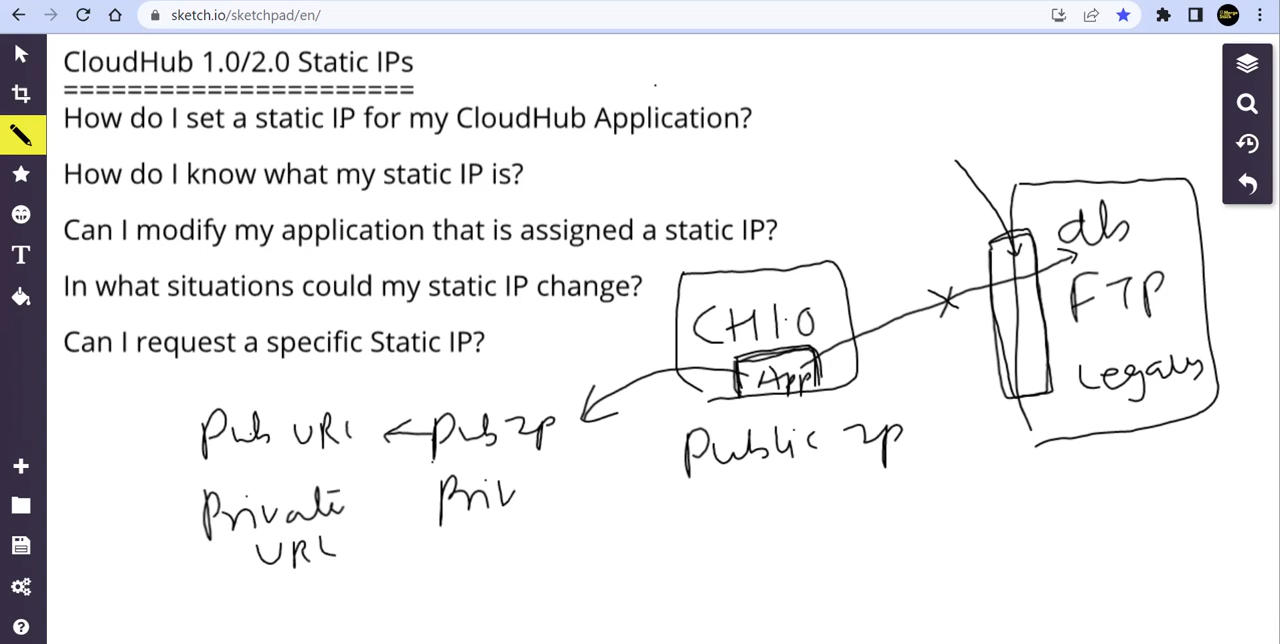 sketch.io/sketchpad/en/
CloudHub 1.0/2.0 Static IPs
======================
How do I set a static IP for my CloudHub Application?
How do I know what my static IP is?
Can I modify my application that is assigned a static IP?
In what situations could my static IP change?
Can I request a specific Static IP?
CH1.0
App
Public Ip
db
FTP
Legacy
Pub URL ← Pub Ip
Private Priv
URL
T
?